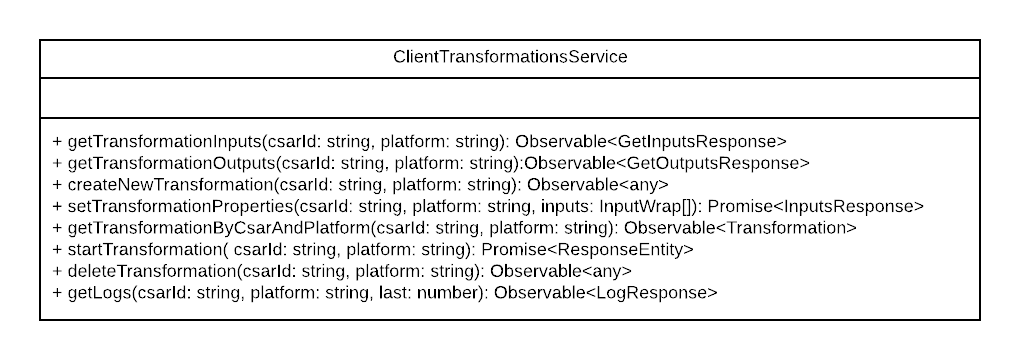 ClientTransformationsService
+ getTransformationInputs(csarId: string, platform: string): Observable<GetInputsResponse>
+ getTransformationOutputs(csarId: string, platform: string):Observable<GetOutputsResponse>
+ createNewTransformation(csarId: string, platform: string): Observable<any>
+ setTransformationProperties(csarId: string, platform: string, inputs: InputWrap[]): Promise<InputsResponse>
+ getTransformationByCsarAndPlatform(csarId: string, platform: string): Observable<Transformation>
+ startTransformation( csarId: string, platform: string): Promise<ResponseEntity>
+ deleteTransformation(csarId: string, platform: string): Observable<any>
+ getLogs(csarId: string, platform: string, last: number): Observable<LogResponse>